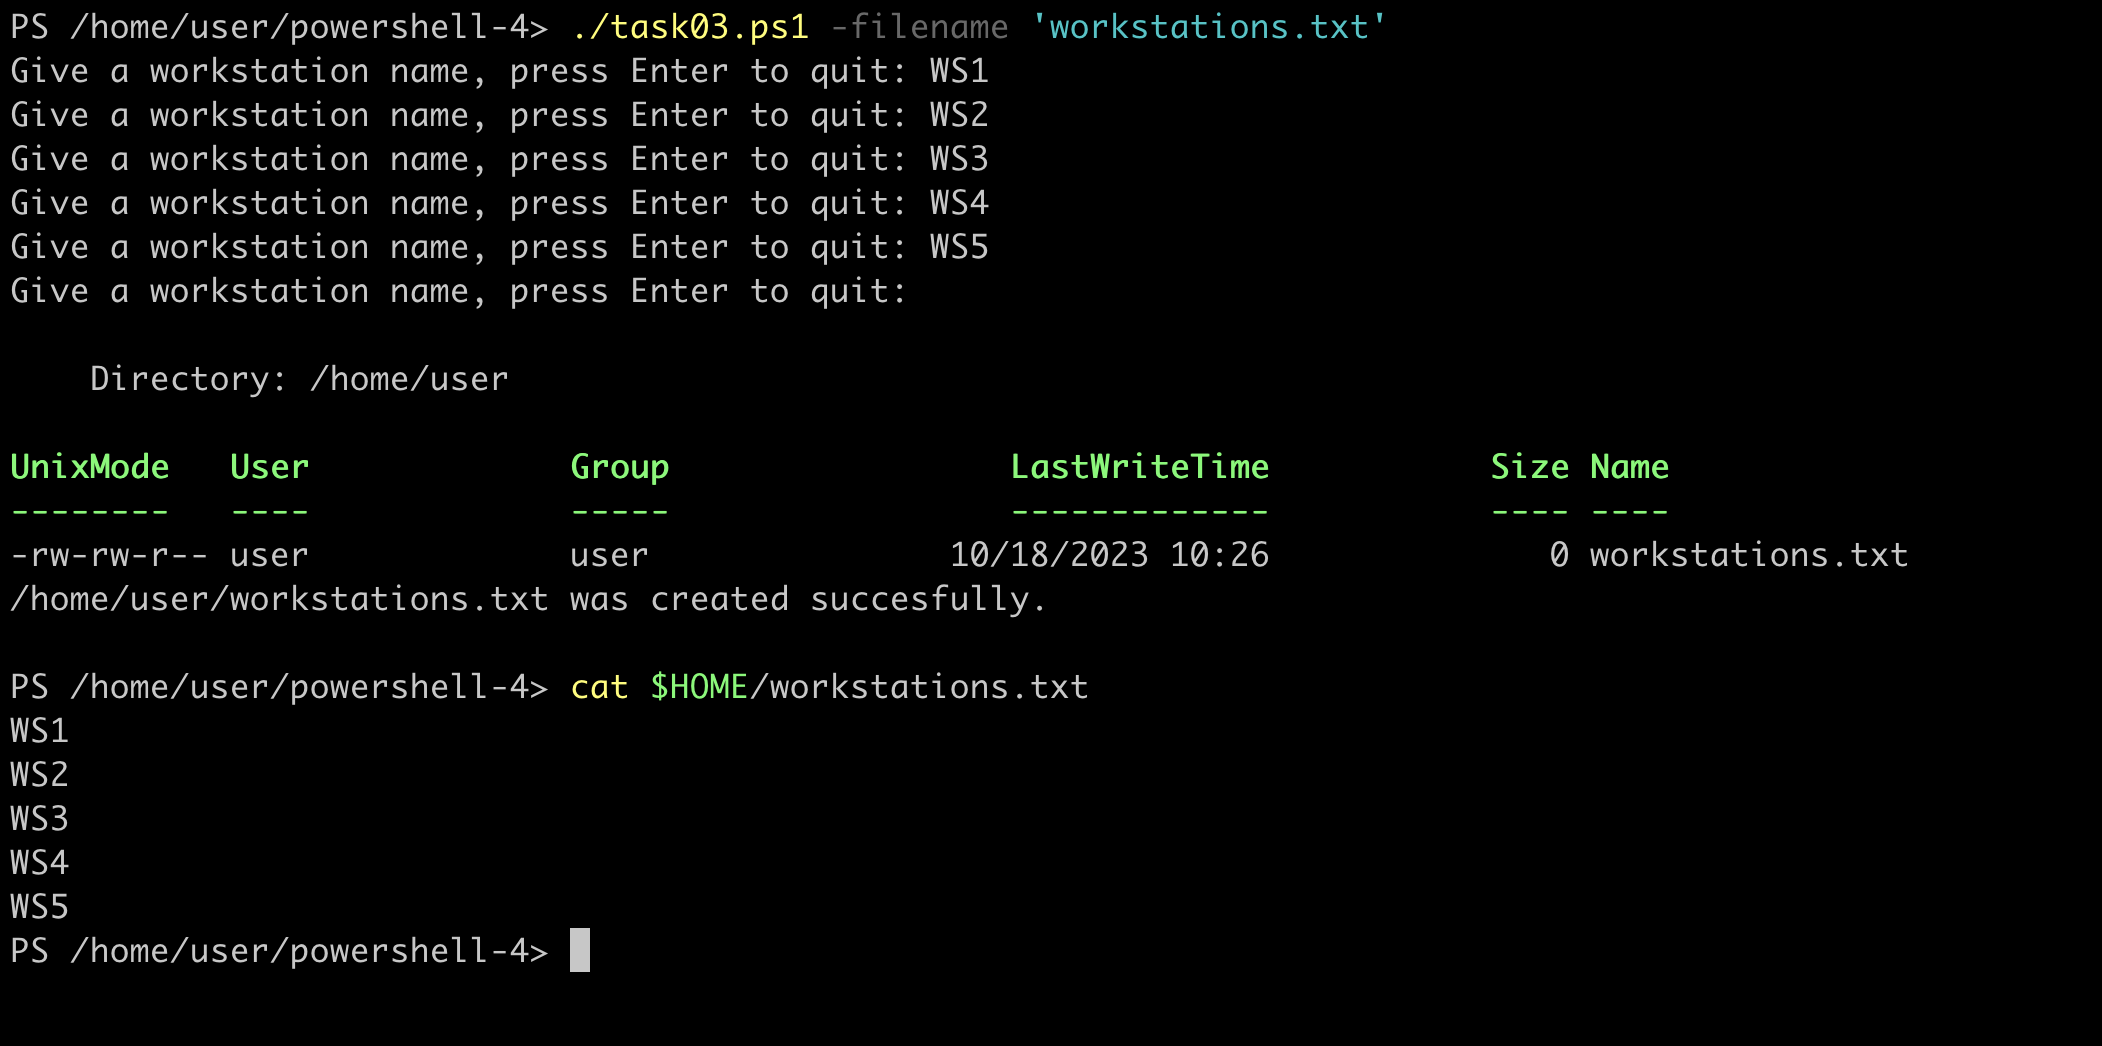 PS /home/user/powershell-4> ./task03.ps1 -filename 'workstations.txt'
Give a workstation name, press Enter to quit: WS1
Give a workstation name, press Enter to quit: WS2
Give a workstation name, press Enter to quit: WS3
Give a workstation name, press Enter to quit: WS4
Give a workstation name, press Enter to quit: WS5
Give a workstation name, press Enter to quit:
    Directory: /home/user
UnixMode   User             Group                 LastWriteTime           Size Name
--------   ----             -----                 -------------           ---- ----
-rw-rw-r-- user             user               10/18/2023 10:26              0 workstations.txt
/home/user/workstations.txt was created succesfully.
PS /home/user/powershell-4> cat $HOME/workstations.txt
WS1
WS2
WS3
WS4
WS5
PS /home/user/powershell-4>